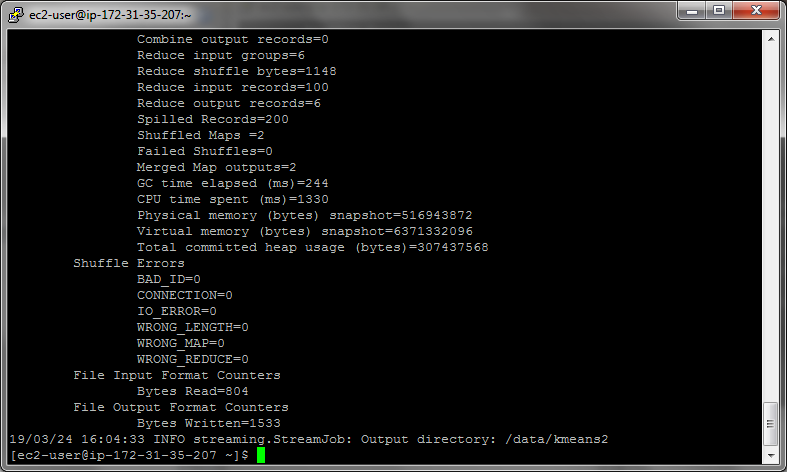 ec2-user@ip-172-31-35-207:~
Combine output records=0
Reduce input groups=6
Reduce shuffle bytes=1148
Reduce input records=100
Reduce output records=6
Spilled Records=200
Shuffled Maps =2
Failed Shuffles=0
Merged Map outputs=2
GC time elapsed (ms)=244
CPU time spent (ms)=1330
Physical memory (bytes) snapshot=516943872
Virtual memory (bytes) snapshot=6371332096
Total committed heap usage (bytes)=307437568
Shuffle Errors
BAD_ID=0
CONNECTION=0
IO_ERROR=0
WRONG_LENGTH=0
WRONG_MAP=0
WRONG_REDUCE=0
File Input Format Counters
Bytes Read=804
File Output Format Counters
Bytes Written=1533
19/03/24 16:04:33 INFO streaming.StreamJob: Output directory: /data/kmeans2
[ec2-user@ip-172-31-35-207 ~]$